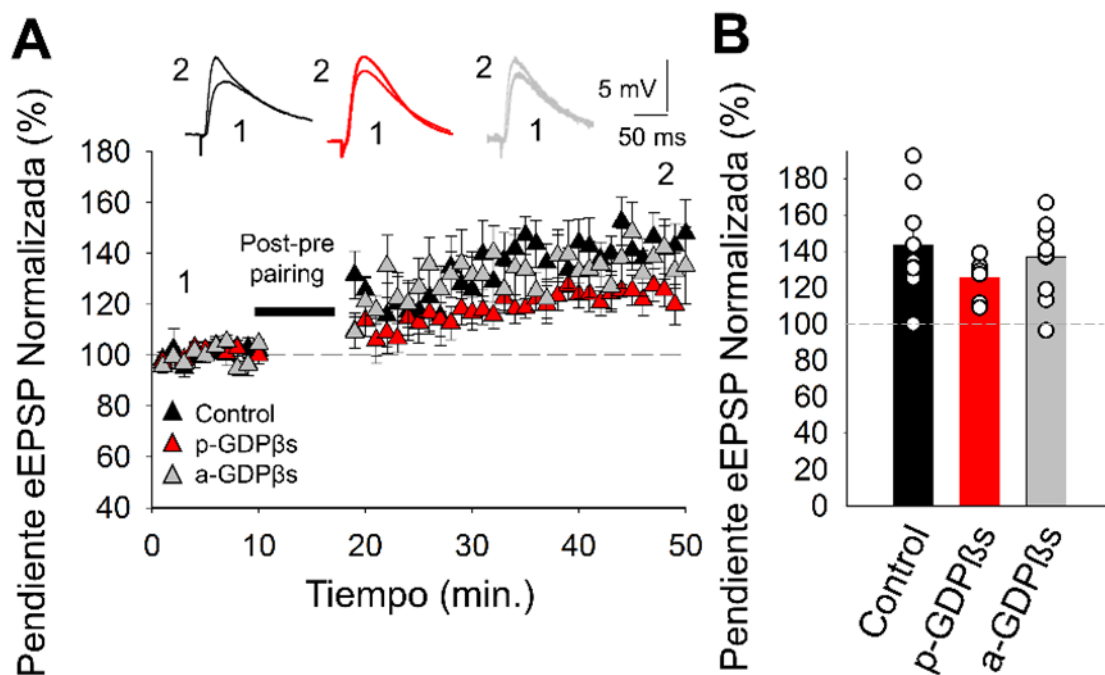 A
Pendiente eEPSP Normalizada (%)
2
1
2
1
2
1
5 mV
50 ms
180
160
140
120
100
80
60
40
1
Post-pre
pairing
2
Control
p-GDPβs
a-GDPβs
0
10
20
30
40
50
Tiempo (min.)
B
Pendiente eEPSP Normalizada (%)
180
160
140
120
100
80
60
40
20
0
Control
p-GDPβs
a-GDPβs